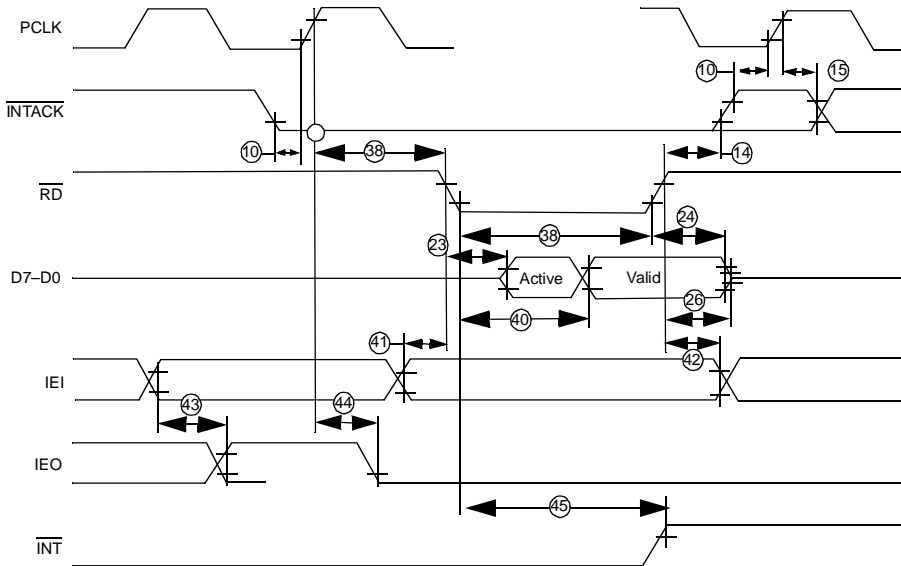 PCLK
10
15
INTACK
10
38
14
RD
24
23
38
D7–D0
Active
Valid
26
40
41
42
IEI
43
44
IEO
45
INT